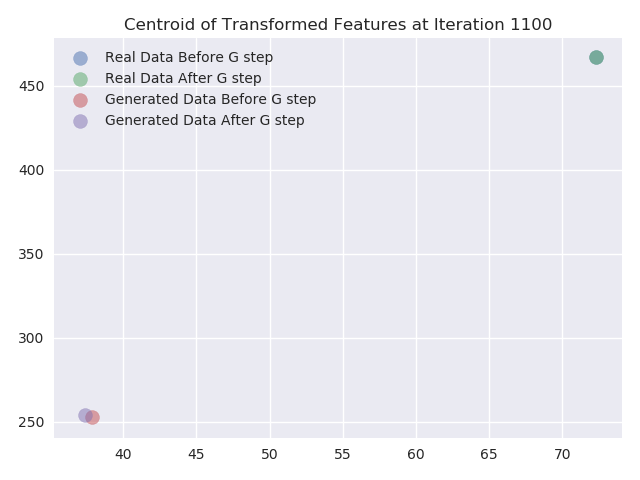 Centroid of Transformed Features at Iteration 1100
Real Data Before G step
Real Data After G step
Generated Data Before G step
Generated Data After G step
450
400
350
300
250
40 45 50 55 60 65 70